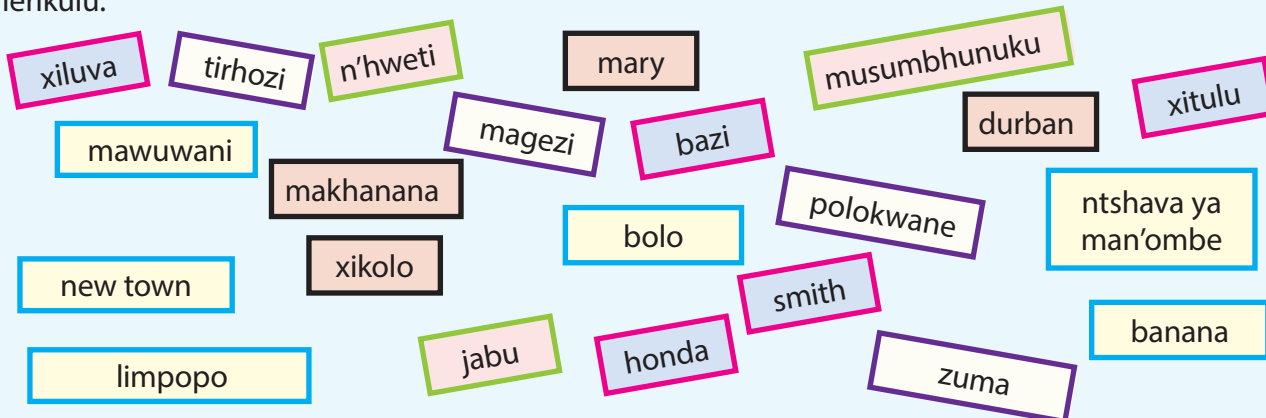 lerikulu.
xiluva
tirhozi
n'hweti
mary
musumbhunuku
xitulu
mawuwani
magezi
bazi
durban
makhanana
polokwane
ntshava ya
man'ombe
bolo
xikolo
new town
smith
banana
jabu
honda
limpopo
zuma